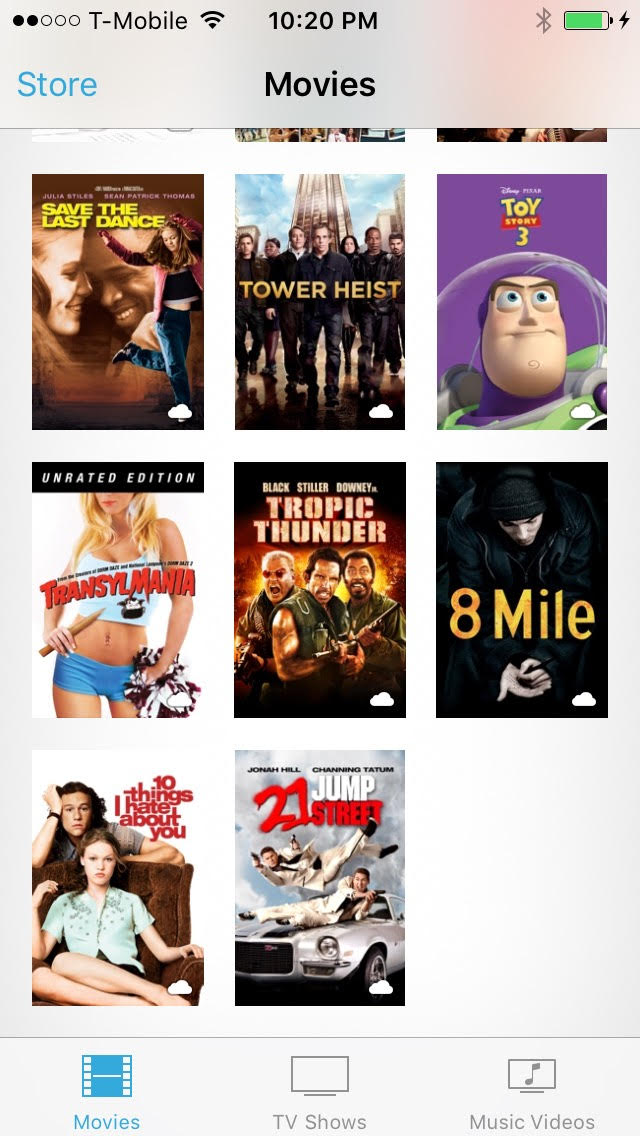 T-Mobile 10:20 PM
Store Movies
JULIA STILES SEAN PATRICK THOMAS
SAVE THE
LAST DANCE
TOWER HEIST
Disney PIXAR
TOY
STORY
3
UNRATED EDITION
TRANSYLMANIA
BLACK STILLER DOWNEY JR.
TROPIC
THUNDER
8 Mile
10
things
I hate
about
you
JONAH HILL CHANNING TATUM
21 JUMP
STREET
Movies TV Shows Music Videos